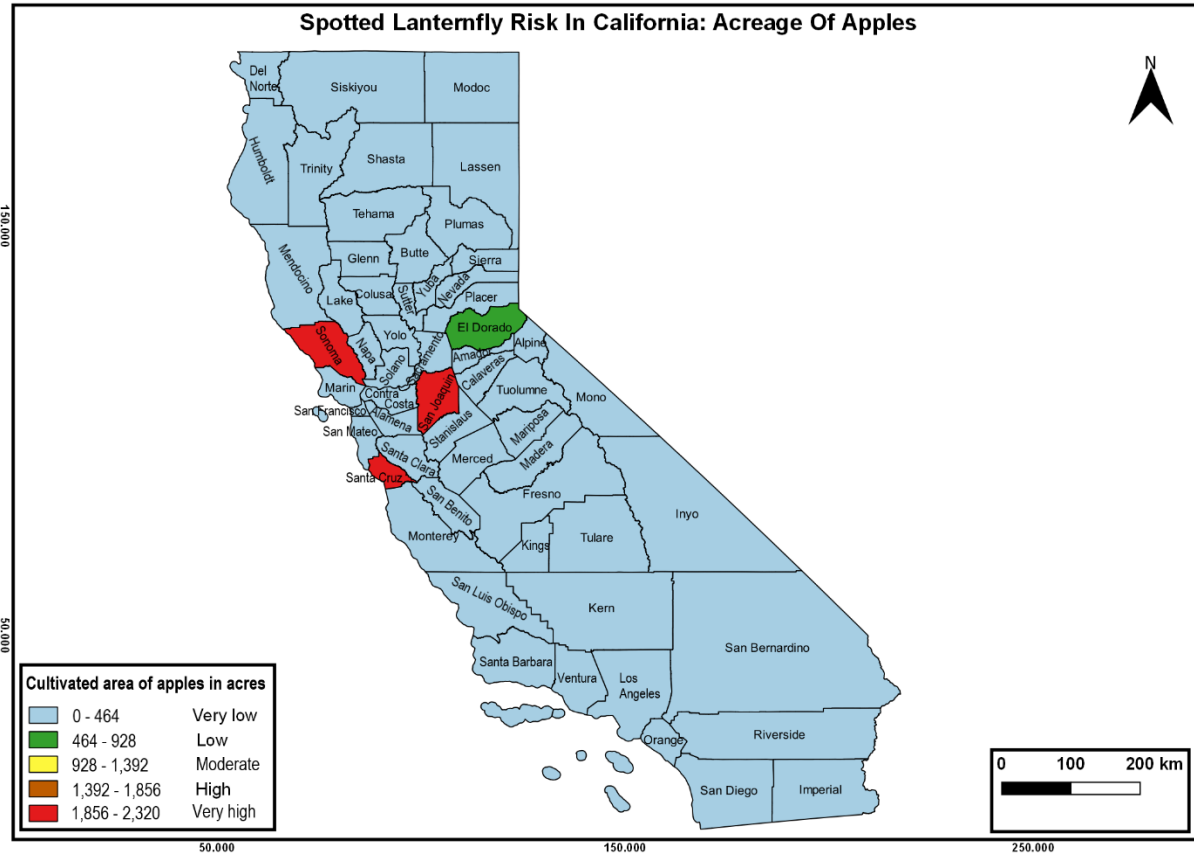 Spotted Lanternfly Risk In California: Acreage Of Apples
N
Del
Norte
Siskiyou
Modoc
Humboldt
Trinity
Shasta
Lassen
Tehama
Plumas
Mendocino
Glenn
Butte
Sierra
Lake
Colusa
Sutter
Yuba
Nevada
Placer
Sonoma
Napa
Yolo
Solano
Sacramento
El Dorado
Amador
Alpine
Marin
Contra
Costa
San Joaquin
Calaveras
Tuolumne
Mono
San Francisco
Alamena
San Mateo
Stanislaus
Mariposa
Santa Clara
Merced
Madera
Santa Cruz
San Benito
Fresno
Inyo
Monterey
Kings
Tulare
San Luis Obispo
Kern
San Bernardino
Santa Barbara
Ventura
Los
Angeles
Orange
Riverside
San Diego
Imperial
150.000
50.000
Cultivated area of apples in acres
0 - 464 Very low
464 - 928 Low
928 - 1,392 Moderate
1,392 - 1,856 High
1,856 - 2,320 Very high
0 100 200 km
50.000 150.000 250.000